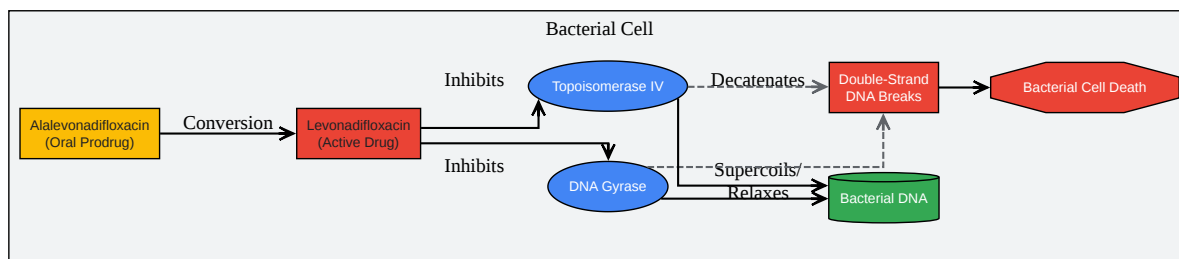 Bacterial Cell
Alalevonadifloxacin
(Oral Prodrug)
Conversion
Levonadifloxacin
(Active Drug)
Inhibits
Inhibits
Topoisomerase IV
DNA Gyrase
Decatenates
Supercoils/
Relaxes
Double-Strand
DNA Breaks
Bacterial DNA
Bacterial Cell Death